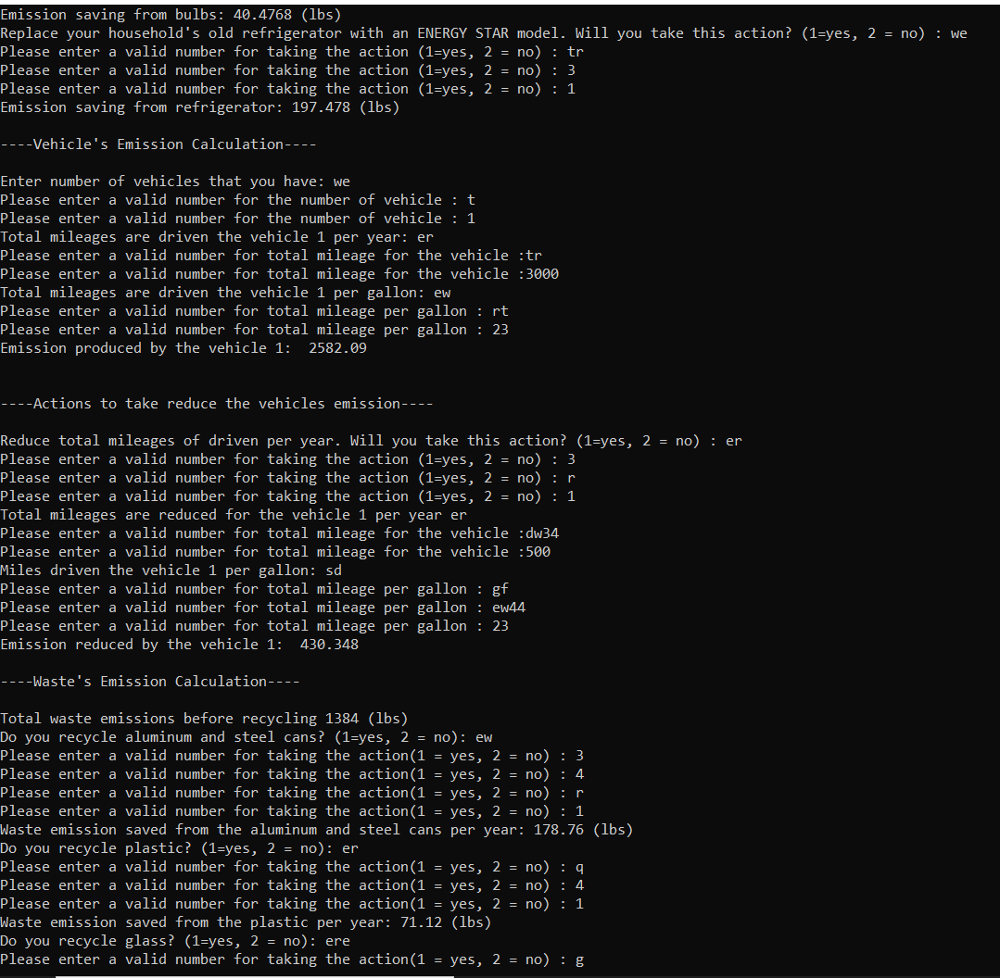 Emission saving from bulbs: 40.4768 (lbs)
Replace your household's old refrigerator with an ENERGY STAR model. Will you take this action? (1=yes, 2 = no) : we
Please enter a valid number for taking the action (1=yes, 2 = no) : tr
Please enter a valid number for taking the action (1=yes, 2 = no) : 3
Please enter a valid number for taking the action (1=yes, 2 = no) : 1
Emission saving from refrigerator: 197.478 (lbs)
----Vehicle's Emission Calculation----
Enter number of vehicles that you have: we
Please enter a valid number for the number of vehicle : t
Please enter a valid number for the number of vehicle : 1
Total mileages are driven the vehicle 1 per year: er
Please enter a valid number for total mileage for the vehicle :tr
Please enter a valid number for total mileage for the vehicle :3000
Total mileages are driven the vehicle 1 per gallon: ew
Please enter a valid number for total mileage per gallon : rt
Please enter a valid number for total mileage per gallon : 23
Emission produced by the vehicle 1:  2582.09
----Actions to take reduce the vehicles emission----
Reduce total mileages of driven per year. Will you take this action? (1=yes, 2 = no) : er
Please enter a valid number for taking the action (1=yes, 2 = no) : 3
Please enter a valid number for taking the action (1=yes, 2 = no) : r
Please enter a valid number for taking the action (1=yes, 2 = no) : 1
Total mileages are reduced for the vehicle 1 per year er
Please enter a valid number for total mileage for the vehicle :dw34
Please enter a valid number for total mileage for the vehicle :500
Miles driven the vehicle 1 per gallon: sd
Please enter a valid number for total mileage per gallon : gf
Please enter a valid number for total mileage per gallon : ew44
Please enter a valid number for total mileage per gallon : 23
Emission reduced by the vehicle 1:  430.348
----Waste's Emission Calculation----
Total waste emissions before recycling 1384 (lbs)
Do you recycle aluminum and steel cans? (1=yes, 2 = no): ew
Please enter a valid number for taking the action(1 = yes, 2 = no) : 3
Please enter a valid number for taking the action(1 = yes, 2 = no) : 4
Please enter a valid number for taking the action(1 = yes, 2 = no) : r
Please enter a valid number for taking the action(1 = yes, 2 = no) : 1
Waste emission saved from the aluminum and steel cans per year: 178.76 (lbs)
Do you recycle plastic? (1=yes, 2 = no): er
Please enter a valid number for taking the action(1 = yes, 2 = no) : q
Please enter a valid number for taking the action(1 = yes, 2 = no) : 4
Please enter a valid number for taking the action(1 = yes, 2 = no) : 1
Waste emission saved from the plastic per year: 71.12 (lbs)
Do you recycle glass? (1=yes, 2 = no): ere
Please enter a valid number for taking the action(1 = yes, 2 = no) : g